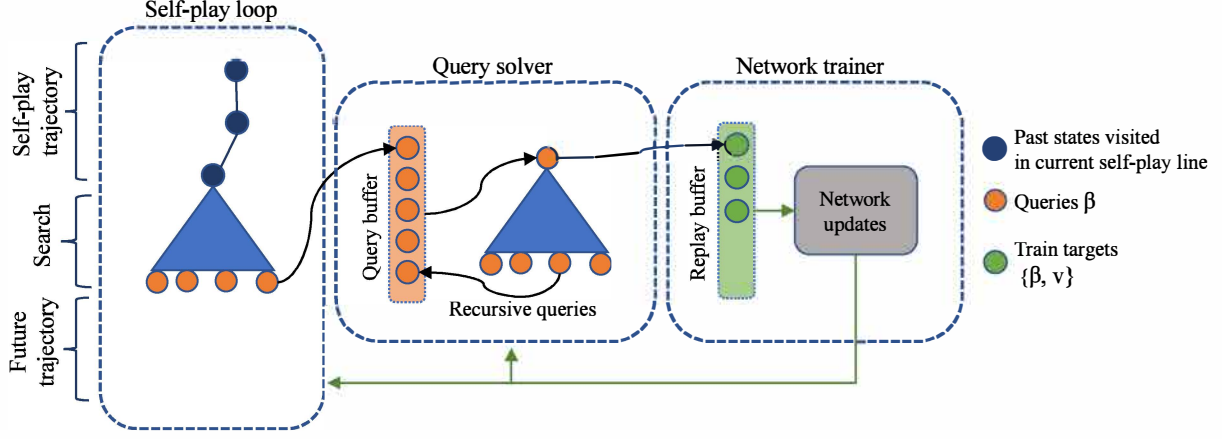 Self-play loop
Self-play
trajectory
Search
Future
trajectory
Query solver
Query buffer
Recursive queries
Network trainer
Replay buffer
Network
updates
Past states visited
in current self-play line
Queries β
Train targets
{β, v}